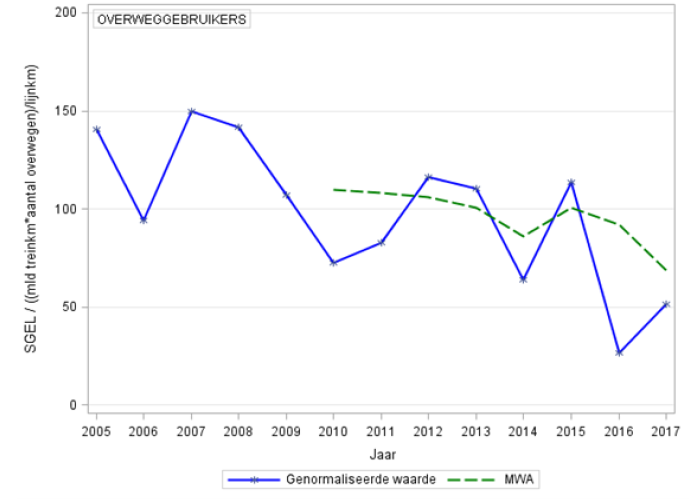 OVERWEGGEBRUIKERS
200
150
100
50
0
SGEL / ((mld treinkm*aantal overwegen)/lijnkm)
2005 2006 2007 2008 2009 2010 2011 2012 2013 2014 2015 2016 2017
Jaar
Genormaliseerde waarde MWA